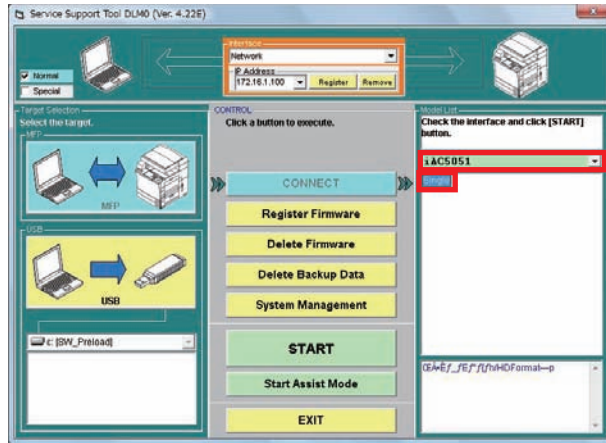 Service Support Tool DLM0 (Ver. 4.22E)
Interface
Network
Normal
Special
IP Address
172.16.1.100
Register
Remove
Target Selection
Select the target.
MFP
MFP
USB
USB
c: [SW_Preload]
CONTROL
Click a button to execute.
CONNECT
Register Firmware
Delete Firmware
Delete Backup Data
System Management
START
Start Assist Mode
EXIT
Model List
Check the interface and click [START]
button.
iAC5051
Single